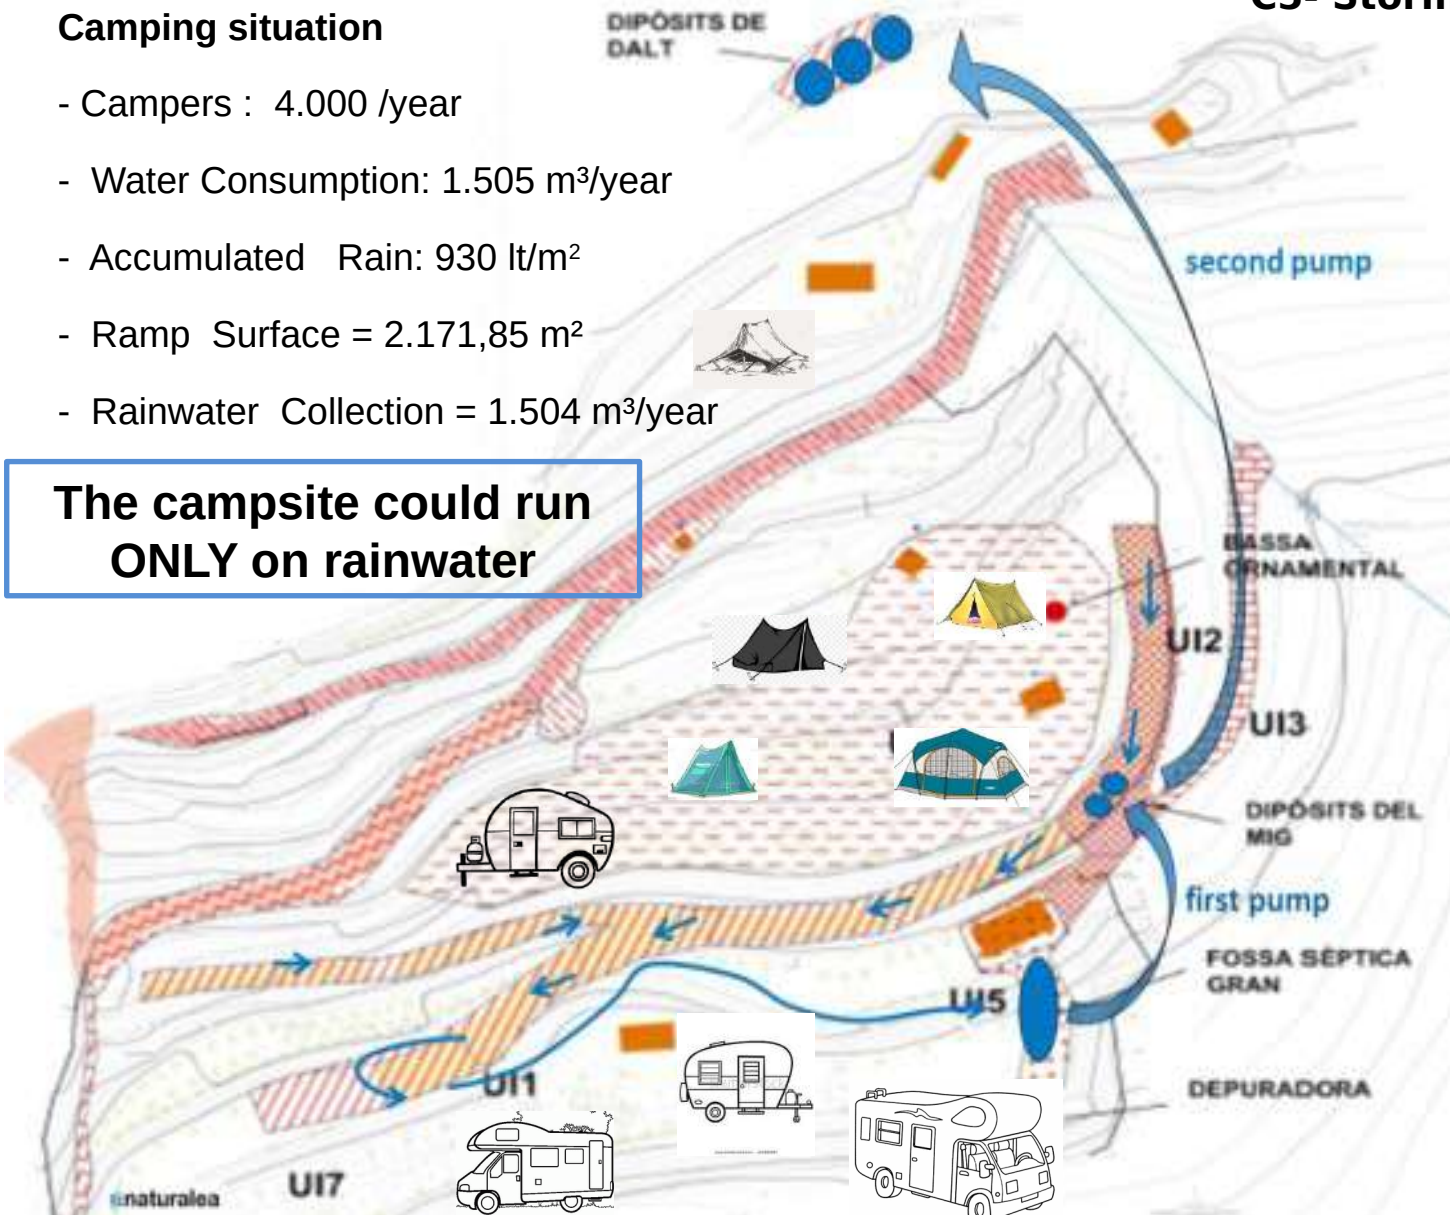 Camping situation
- Campers : 4.000 /year
- Water Consumption: 1.505 m³/year
- Accumulated Rain: 930 lt/m²
- Ramp Surface = 2.171,85 m²
- Rainwater Collection = 1.504 m³/year
The campsite could run
ONLY on rainwater
DIPÒSITS DE
DALT
second pump
BASSA
ORNAMENTAL
UI2
UI3
DIPÒSITS DEL
MIG
first pump
FOSSA SÈPTICA
GRAN
UI5
DEPURADORA
UI1
UI7
naturalea